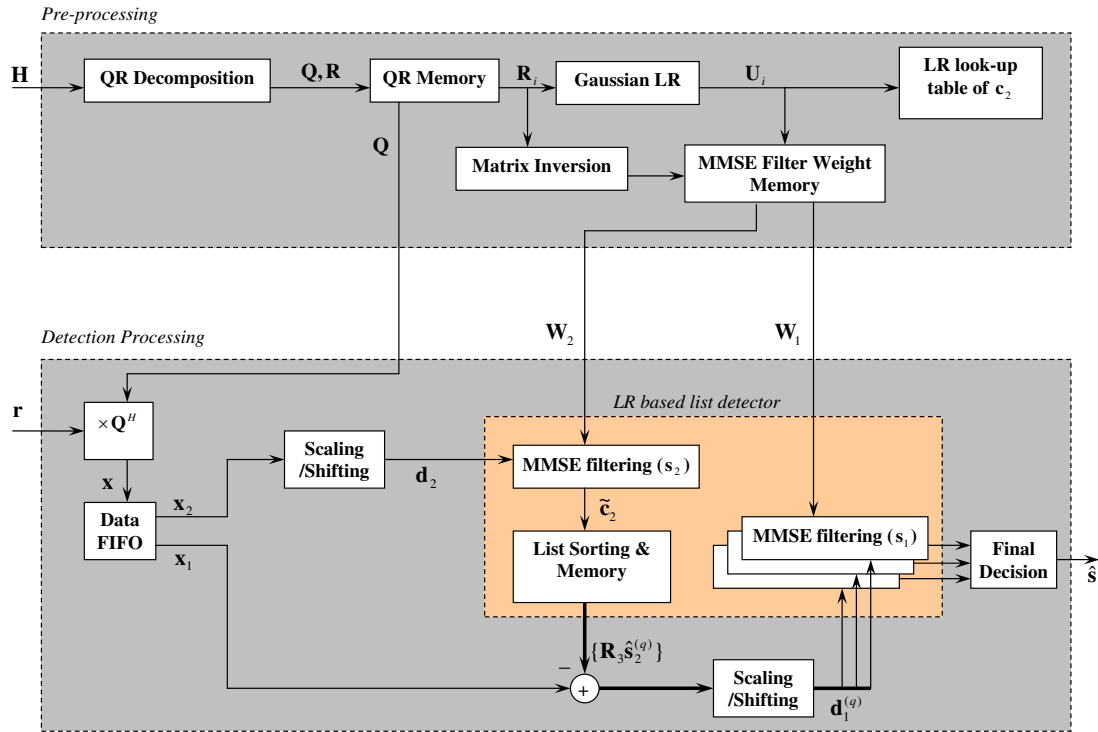 Pre-processing
H
QR Decomposition
Q, R
QR Memory
R_i
Gaussian LR
U_i
LR look-up
table of c_2
Q
Matrix Inversion
MMSE Filter Weight
Memory
W_2
W_1
Detection Processing
r
× Q^H
x
Data
FIFO
x_2
x_1
Scaling
/Shifting
d_2
LR based list detector
MMSE filtering (s_2)
c̃_2
List Sorting &
Memory
MMSE filtering (s_1)
Final
Decision
ŝ
{R_3 ŝ_2^(q)}
−
+
Scaling
/Shifting
d_1^(q)